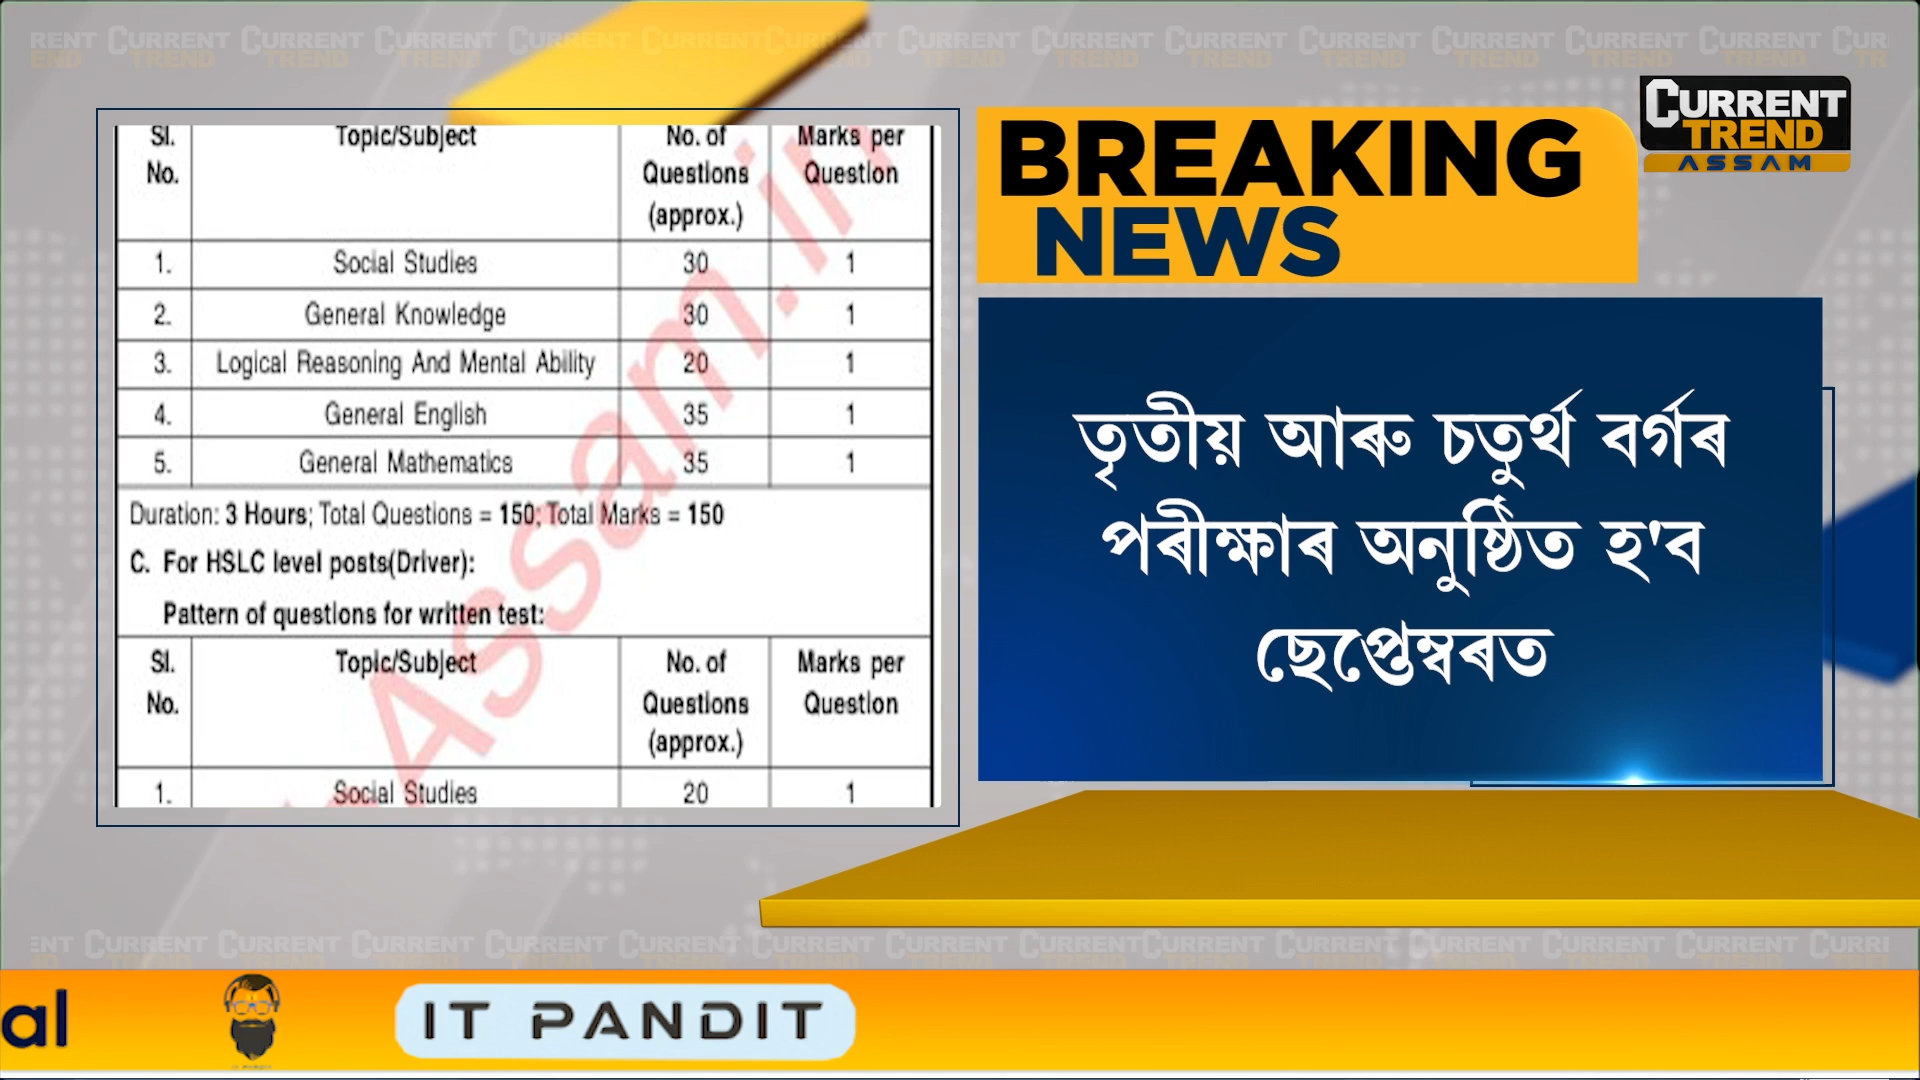 CURRENT TREND ASSAM
BREAKING
NEWS
তৃতীয় আৰু চতুৰ্থ বৰ্গৰ
পৰীক্ষাৰ অনুষ্ঠিত হ'ব
ছেপ্তেম্বৰত
Sl. No. Topic/Subject No. of Questions (approx.) Marks per Question
1. Social Studies 30 1
2. General Knowledge 30 1
3. Logical Reasoning And Mental Ability 20 1
4. General English 35 1
5. General Mathematics 35 1
Duration: 3 Hours; Total Questions = 150; Total Marks = 150
C. For HSLC level posts(Driver):
Pattern of questions for written test:
Sl. No. Topic/Subject No. of Questions (approx.) Marks per Question
1. Social Studies 20 1
Assam.in
al
IT PANDIT